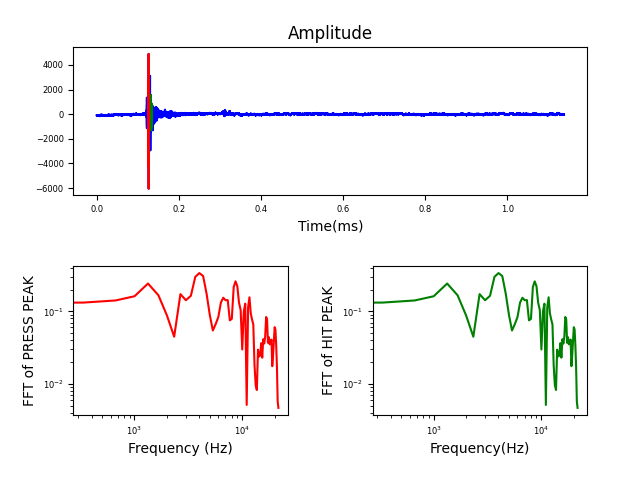 Amplitude
4000
2000
0
−2000
−4000
−6000
0.0 0.2 0.4 0.6 0.8 1.0
Time(ms)
FFT of PRESS PEAK
10⁻¹
10⁻²
10³ 10⁴
Frequency (Hz)
FFT of HIT PEAK
10⁻¹
10⁻²
10³ 10⁴
Frequency(Hz)